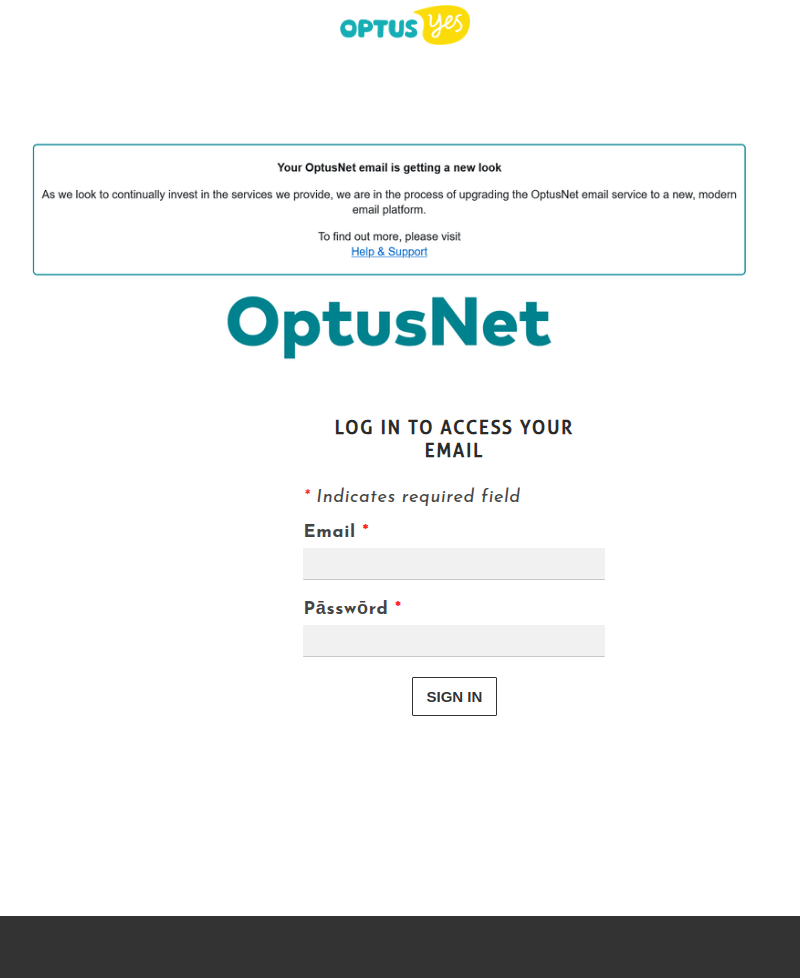 OPTUS yes
Your OptusNet email is getting a new look
As we look to continually invest in the services we provide, we are in the process of upgrading the OptusNet email service to a new, modern
email platform.
To find out more, please visit
Help & Support
OptusNet
LOG IN TO ACCESS YOUR
EMAIL
* Indicates required field
Email *
Pāsswōrd *
SIGN IN